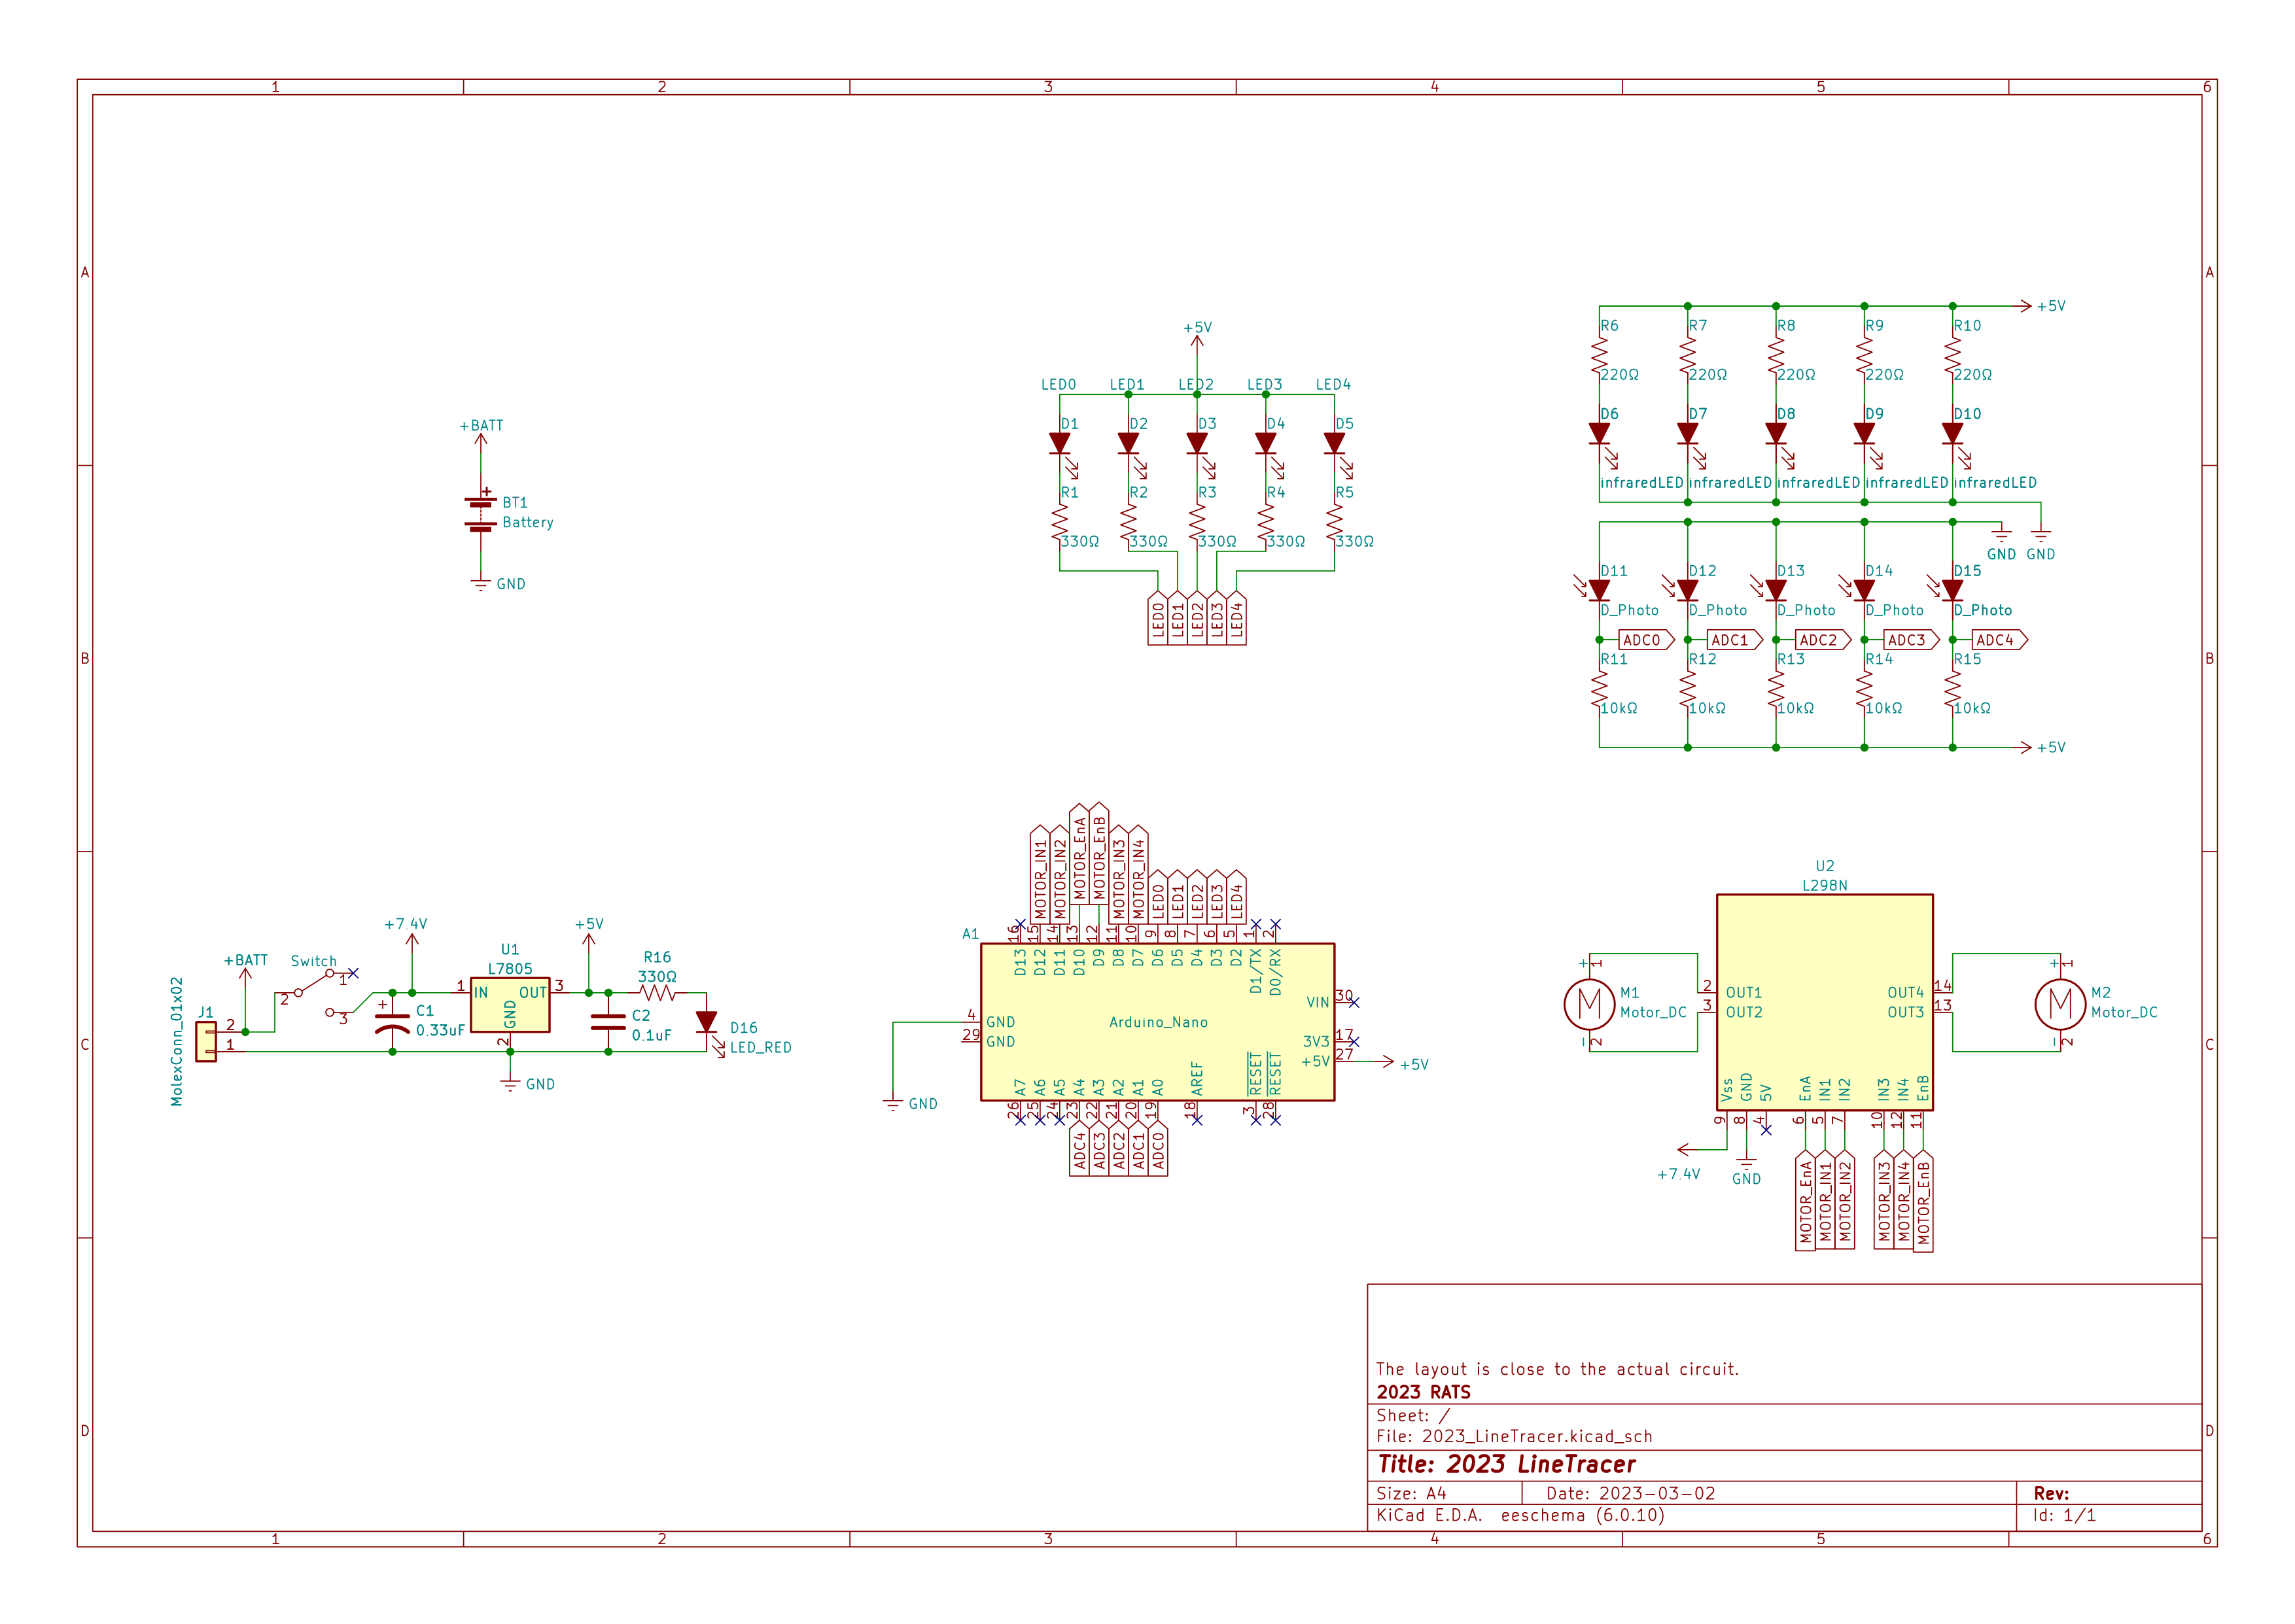 1 2 3 4 5 6
A
B
C
D
A
B
C
D
+BATT
BT1
Battery
GND
+5V
LED0 LED1 LED2 LED3 LED4
D1 D2 D3 D4 D5
R1 R2 R3 R4 R5
330Ω 330Ω 330Ω 330Ω 330Ω
LED0 LED1 LED2 LED3 LED4
+5V
R6 R7 R8 R9 R10
220Ω 220Ω 220Ω 220Ω 220Ω
D6 D7 D8 D9 D10
infraredLED infraredLED infraredLED infraredLED infraredLED
GND GND
D11 D12 D13 D14 D15
D_Photo D_Photo D_Photo D_Photo D_Photo
ADC0 ADC1 ADC2 ADC3 ADC4
R11 R12 R13 R14 R15
10kΩ 10kΩ 10kΩ 10kΩ 10kΩ
+5V
MolexConn_01x02
J1
2
1
+BATT
Switch
2
1
3
+7.4V
+
C1
0.33uF
U1
L7805
1 IN OUT 3
GND
2
+5V
C2
0.1uF
R16
330Ω
D16
LED_RED
GND
MOTOR_IN1 MOTOR_IN2 MOTOR_EnA MOTOR_EnB MOTOR_IN3 MOTOR_IN4 LED0 LED1 LED2 LED3 LED4
A1
16 15 14 13 12 11 10 9 8 7 6 5 1 2
D13 D12 D11 D10 D9 D8 D7 D6 D5 D4 D3 D2 D1/TX D0/RX
VIN 30
4 GND
Arduino_Nano
29 GND
3V3 17
+5V 27
+5V
A7 A6 A5 A4 A3 A2 A1 A0 AREF RESET RESET
26 25 24 23 22 21 20 19 18 3 28
ADC4 ADC3 ADC2 ADC1 ADC0
GND
U2
L298N
+ 1
M1
Motor_DC
- 2
2 OUT1
3 OUT2
OUT4 14
OUT3 13
+ 1
M2
Motor_DC
- 2
Vss GND 5V EnA IN1 IN2 IN3 IN4 EnB
9 8 4 6 5 7 10 12 11
+7.4V
GND
MOTOR_EnA MOTOR_IN1 MOTOR_IN2 MOTOR_IN3 MOTOR_IN4 MOTOR_EnB
The layout is close to the actual circuit.
2023 RATS
Sheet: /
File: 2023_LineTracer.kicad_sch
Title: 2023 LineTracer
Size: A4 Date: 2023-03-02 Rev:
KiCad E.D.A. eeschema (6.0.10) Id: 1/1
1 2 3 4 5 6